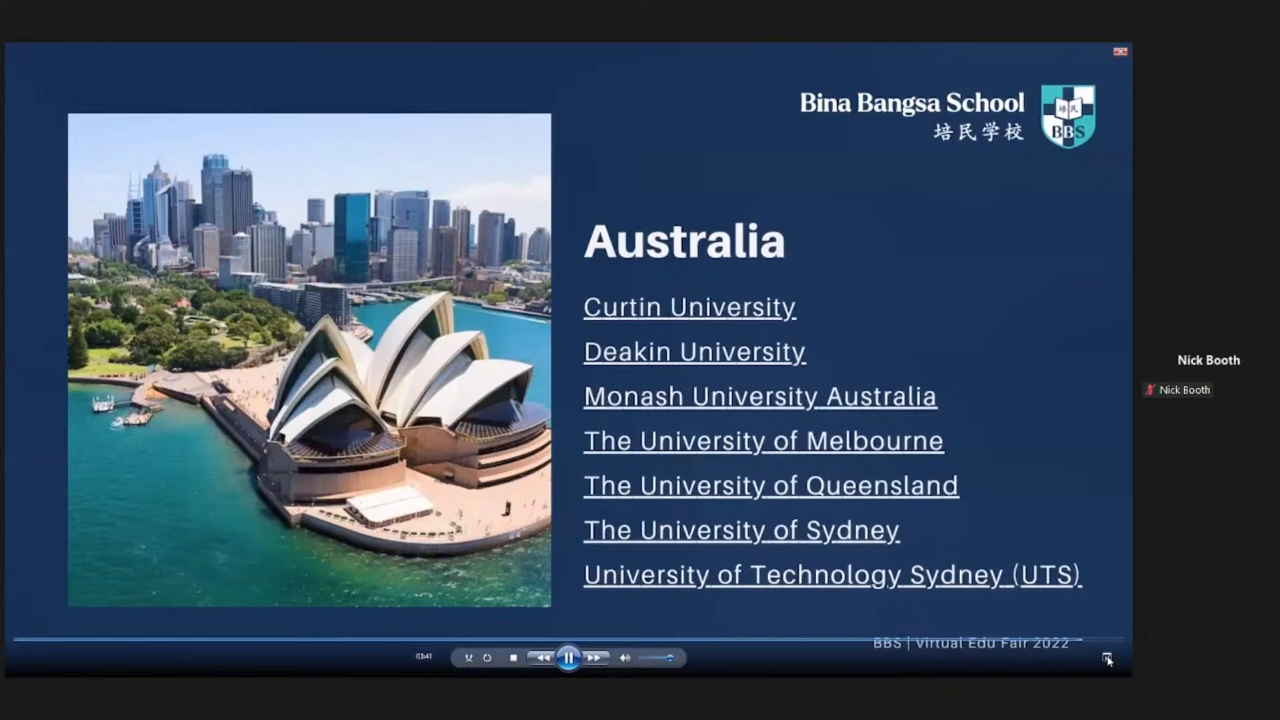 Bina Bangsa School
培民学校
培民
BBS
Australia
Curtin University
Deakin University
Monash University Australia
The University of Melbourne
The University of Queensland
The University of Sydney
University of Technology Sydney (UTS)
BBS | Virtual Edu Fair 2022
03:41
Nick Booth
Nick Booth